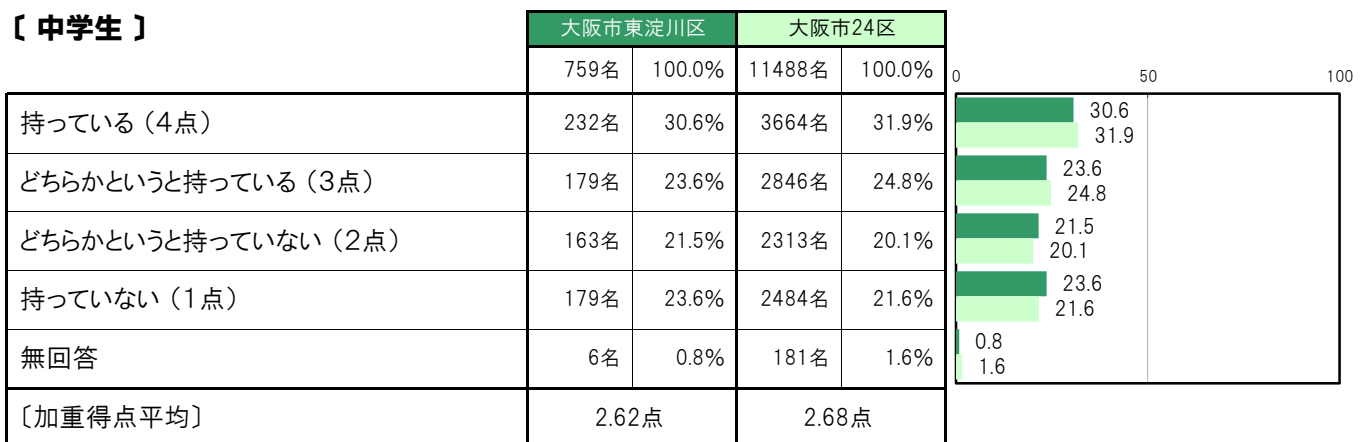 〔 中学生 〕
大阪市東淀川区 大阪市24区
759名 100.0% 11488名 100.0%
0 50 100
持っている（4点） 232名 30.6% 3664名 31.9%
30.6
31.9
どちらかというと持っている（3点） 179名 23.6% 2846名 24.8%
23.6
24.8
どちらかというと持っていない（2点） 163名 21.5% 2313名 20.1%
21.5
20.1
持っていない（1点） 179名 23.6% 2484名 21.6%
23.6
21.6
無回答 6名 0.8% 181名 1.6%
0.8
1.6
〔加重得点平均〕 2.62点 2.68点